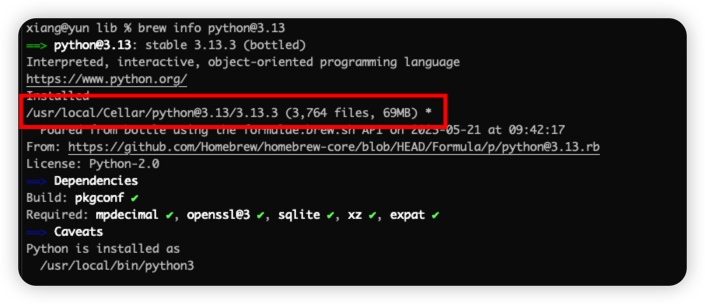 xiang@yun lib % brew info python@3.13
==> python@3.13: stable 3.13.3 (bottled)
Interpreted, interactive, object-oriented programming language
https://www.python.org/
Installed
/usr/local/Cellar/python@3.13/3.13.3 (3,764 files, 69MB) *
Poured from bottle using the formulae.brew.sh API on 2025-05-21 at 09:42:17
From: https://github.com/Homebrew/homebrew-core/blob/HEAD/Formula/p/python@3.13.rb
License: Python-2.0
==> Dependencies
Build: pkgconf ✔
Required: mpdecimal ✔, openssl@3 ✔, sqlite ✔, xz ✔, expat ✔
==> Caveats
Python is installed as
/usr/local/bin/python3